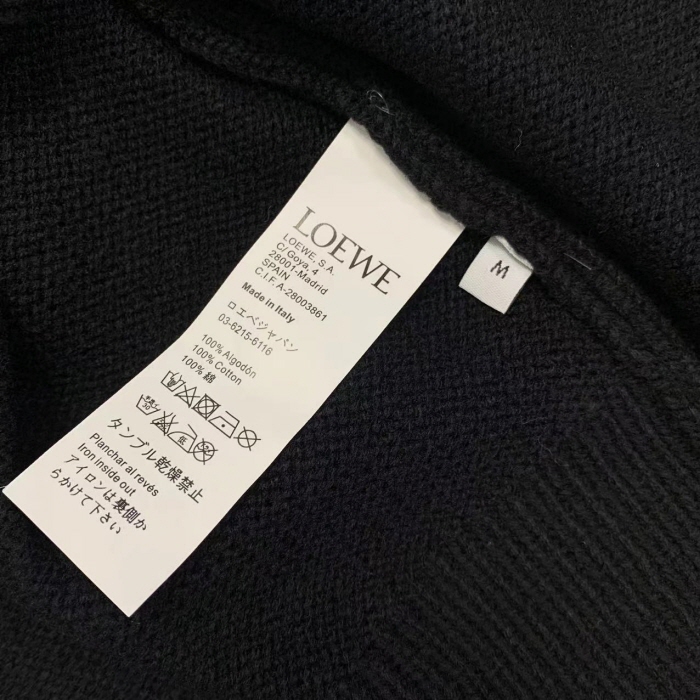 LOEWE
LOEWE, S.A.
C/ Goya, 4
28001-Madrid
SPAIN
C.I.F. A-28003861
Made in Italy
ロエベジャパン
03-6215-6116
100% Algodón
100% Cotton
100% 綿
タンブル乾燥禁止
Planchar al revés
Iron inside out
アイロンは裏側か
らかけて下さい
M